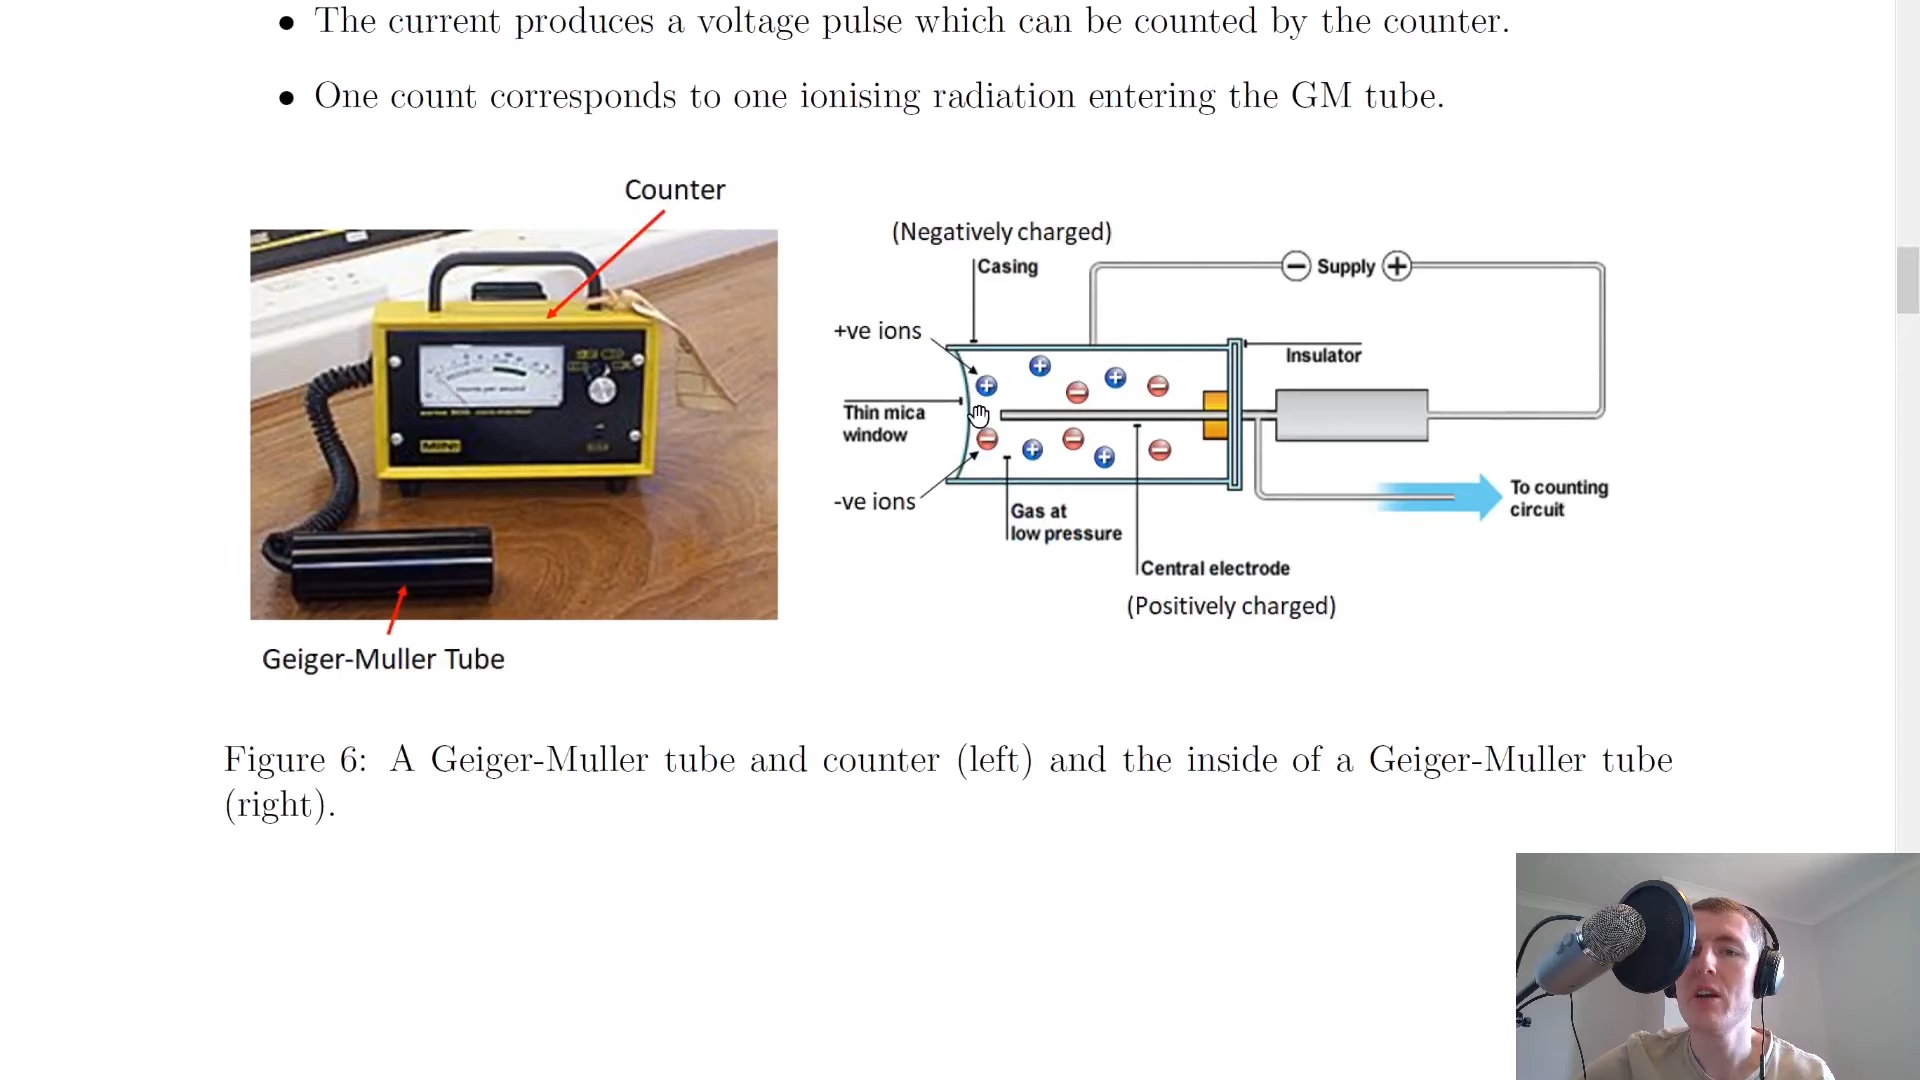 • The current produces a voltage pulse which can be counted by the counter.
• One count corresponds to one ionising radiation entering the GM tube.
Counter
MINI
Geiger-Muller Tube
(Negatively charged)
Casing
Supply
+ve ions
Insulator
Thin mica
window
-ve ions
Gas at
low pressure
To counting
circuit
Central electrode
(Positively charged)
Figure 6: A Geiger-Muller tube and counter (left) and the inside of a Geiger-Muller tube
(right).